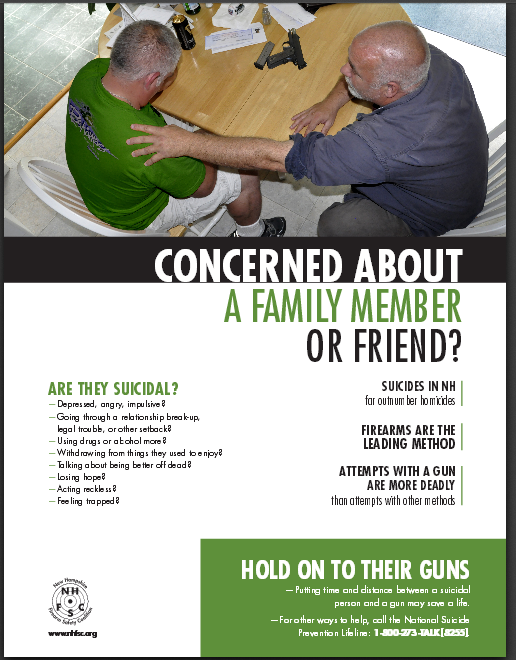 CONCERNED ABOUT
A FAMILY MEMBER
OR FRIEND?
ARE THEY SUICIDAL?
— Depressed, angry, impulsive?
— Going through a relationship break-up,
legal trouble, or other setback?
— Using drugs or alcohol more?
— Withdrawing from things they used to enjoy?
— Talking about being better off dead?
— Losing hope?
— Acting reckless?
— Feeling trapped?
SUICIDES IN NH
far outnumber homicides
FIREARMS ARE THE
LEADING METHOD
ATTEMPTS WITH A GUN
ARE MORE DEADLY
than attempts with other methods
HOLD ON TO THEIR GUNS
— Putting time and distance between a suicidal
person and a gun may save a life.
— For other ways to help, call the National Suicide
Prevention Lifeline: 1-800-273-TALK [8255].
New Hampshire
NH
FSC
Firearm Safety Coalition
www.nhfsc.org